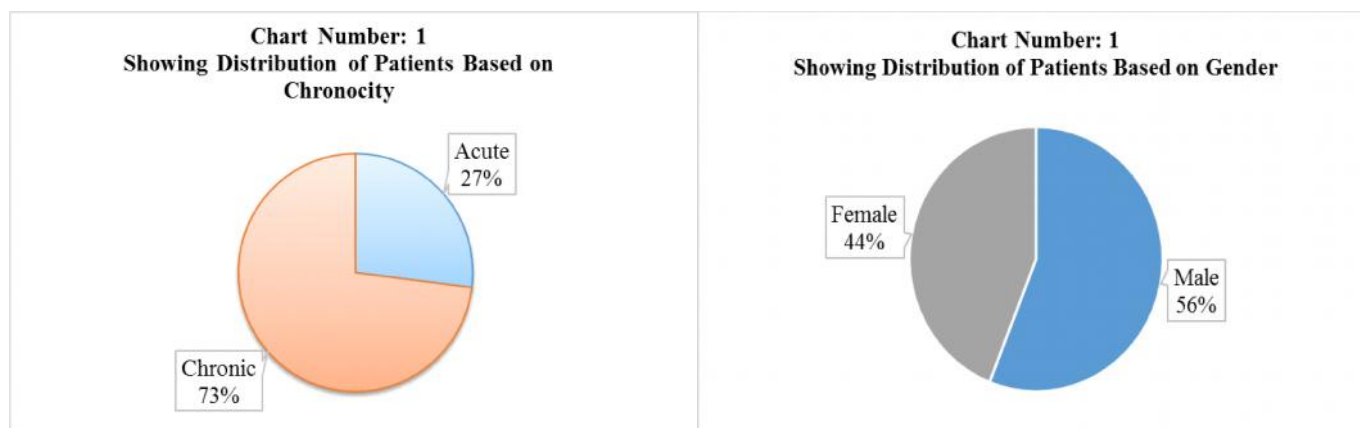 Chart Number: 1
Showing Distribution of Patients Based on
Chronocity
Acute
27%
Chronic
73%
Chart Number: 1
Showing Distribution of Patients Based on Gender
Female
44%
Male
56%